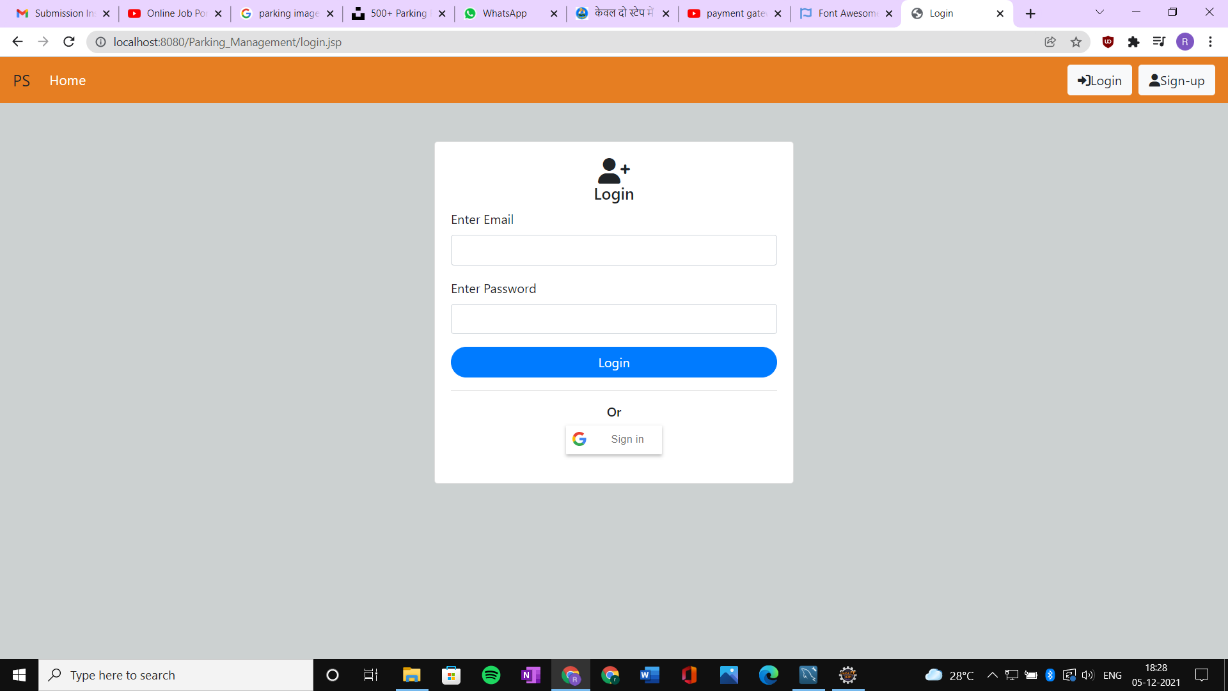 Submission In
Online Job Po
parking image
500+ Parking
WhatsApp
केवल दो स्टेप में
payment gate
Font Awesom
Login
localhost:8080/Parking_Management/login.jsp
R
PS
Home
Login
Sign-up
Login
Enter Email
Enter Password
Login
Or
Sign in
Type here to search
28°C
ENG
18:28
05-12-2021